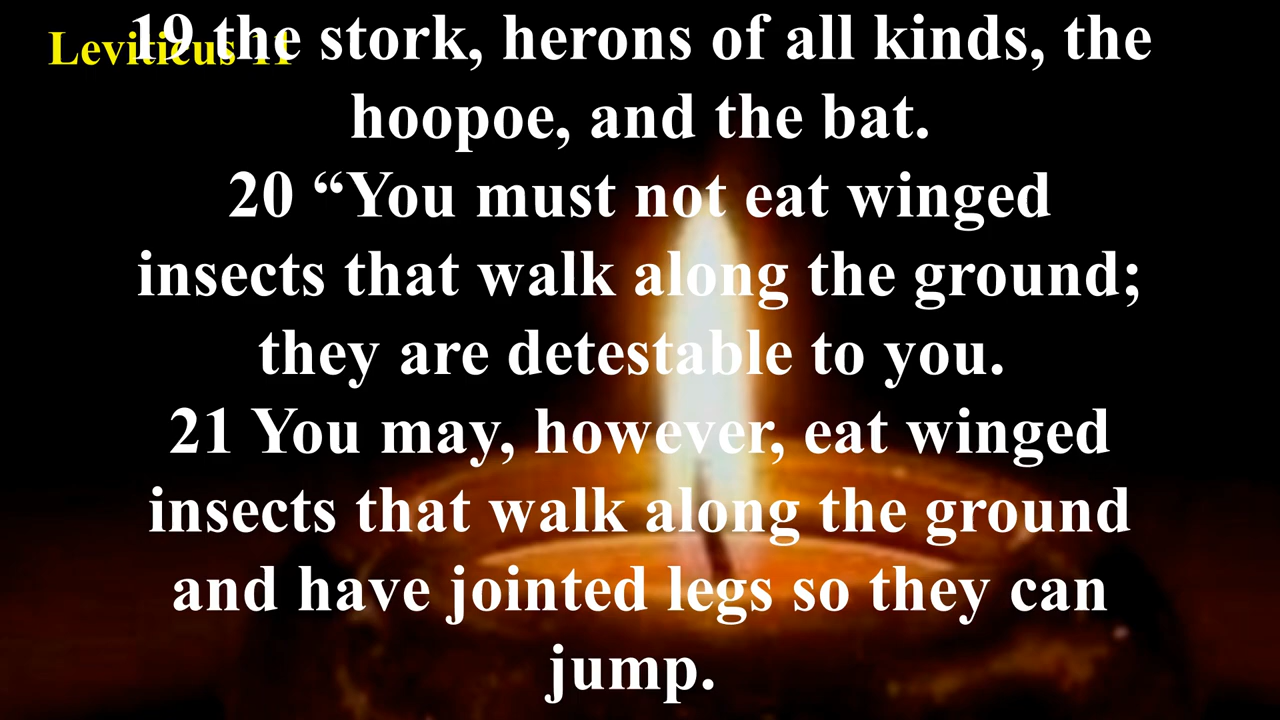 Leviticus 11
19 the stork, herons of all kinds, the
hoopoe, and the bat.
20 “You must not eat winged
insects that walk along the ground;
they are detestable to you.
21 You may, however, eat winged
insects that walk along the ground
and have jointed legs so they can
jump.